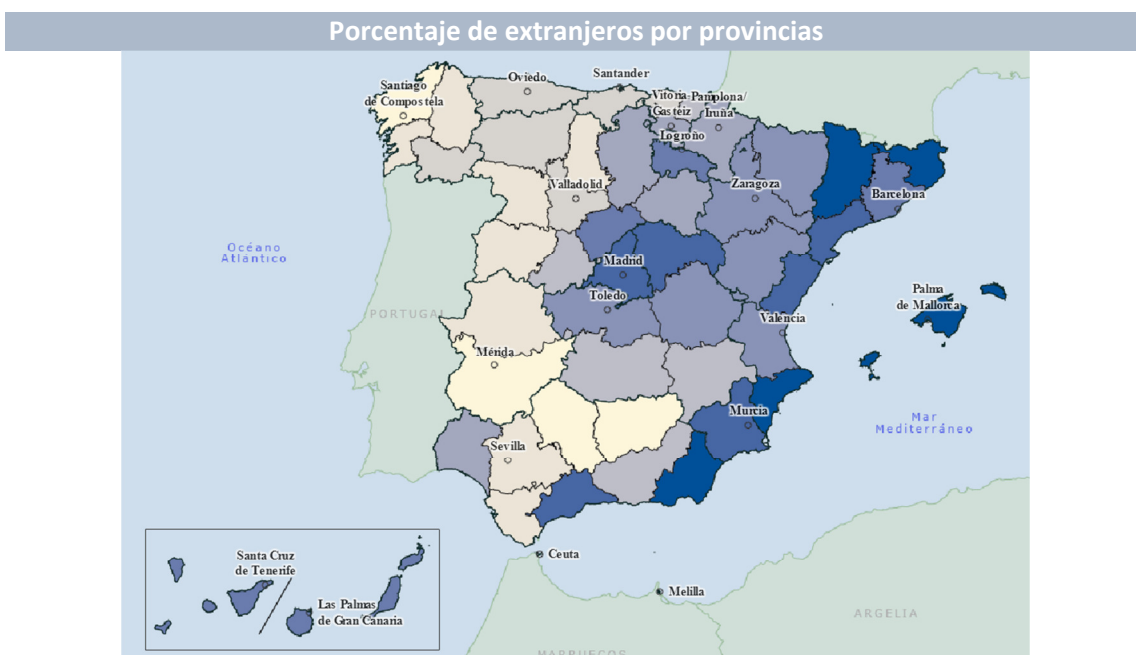 Porcentaje de extranjeros por provincias
Santiago
de Compostela
Oviedo
Santander
Vitoria
Gasteiz
Pamplona/
Iruña
Logroño
Valladolid
Zaragoza
Barcelona
Océano
Atlántico
Madrid
Toledo
Palma
de Mallorca
PORTUGAL
València
Mérida
Murcia
Mar
Mediterráneo
Sevilla
Santa Cruz
de Tenerife
Las Palmas
de Gran Canaria
Ceuta
Melilla
ARGELIA
MARRUECOS